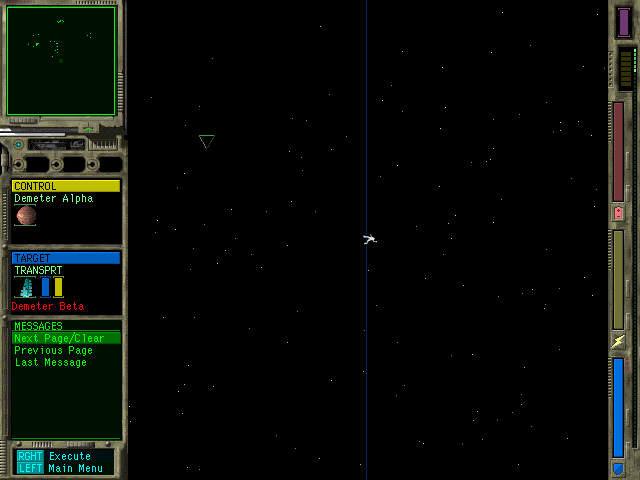 CONTROL
Demeter Alpha
TARGET
TRANSPRT
Demeter Beta
MESSAGES
Next Page/Clear
Previous Page
Last Message
RGHT Execute
LEFT Main Menu